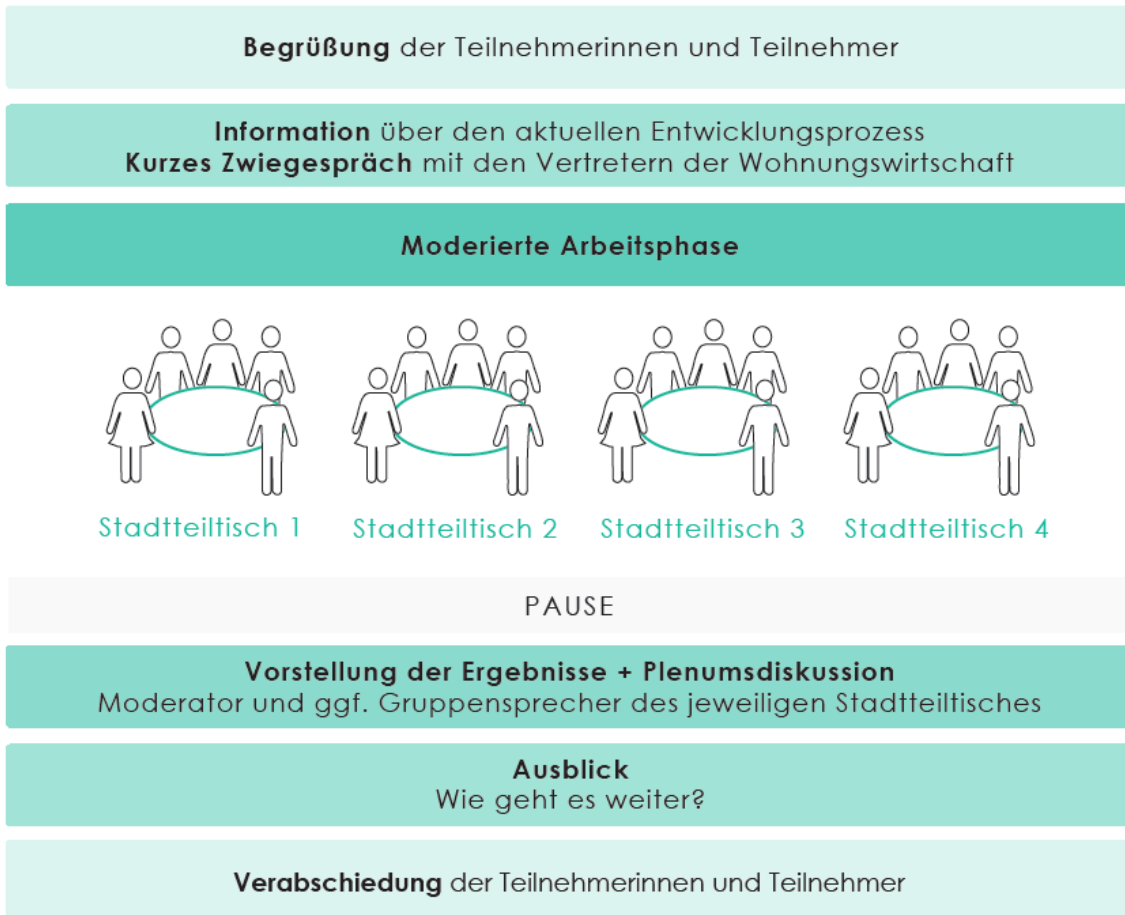 Begrüßung der Teilnehmerinnen und Teilnehmer
Information über den aktuellen Entwicklungsprozess
Kurzes Zwiegespräch mit den Vertretern der Wohnungswirtschaft
Moderierte Arbeitsphase
Stadtteiltisch 1
Stadtteiltisch 2
Stadtteiltisch 3
Stadtteiltisch 4
PAUSE
Vorstellung der Ergebnisse + Plenumsdiskussion
Moderator und ggf. Gruppensprecher des jeweiligen Stadtteiltisches
Ausblick
Wie geht es weiter?
Verabschiedung der Teilnehmerinnen und Teilnehmer